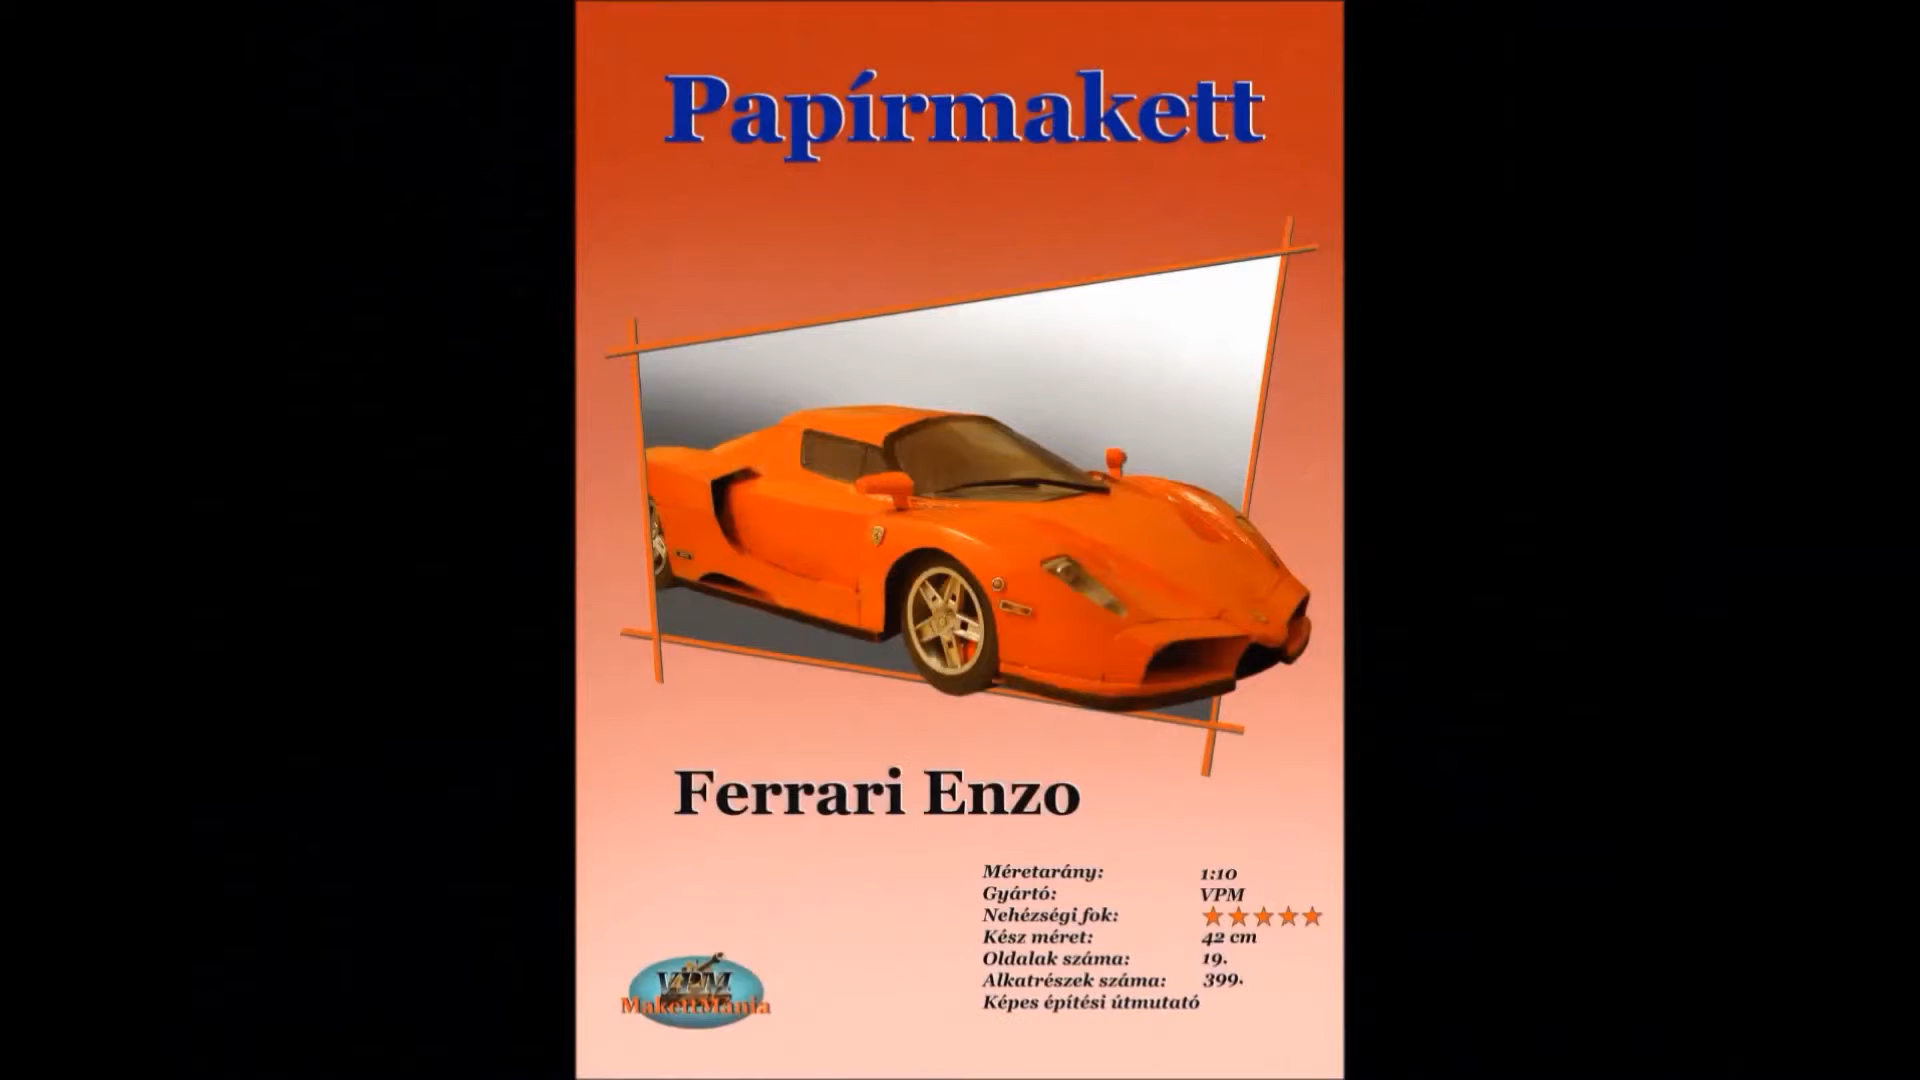 Papírmakett
Ferrari Enzo
Méretarány: 1:10
Gyártó: VPM
Nehézségi fok: ★★★★★
Kész méret: 42 cm
Oldalak száma: 19.
Alkatrészek száma: 399.
Képes építési útmutató
VPM
MakettMánia